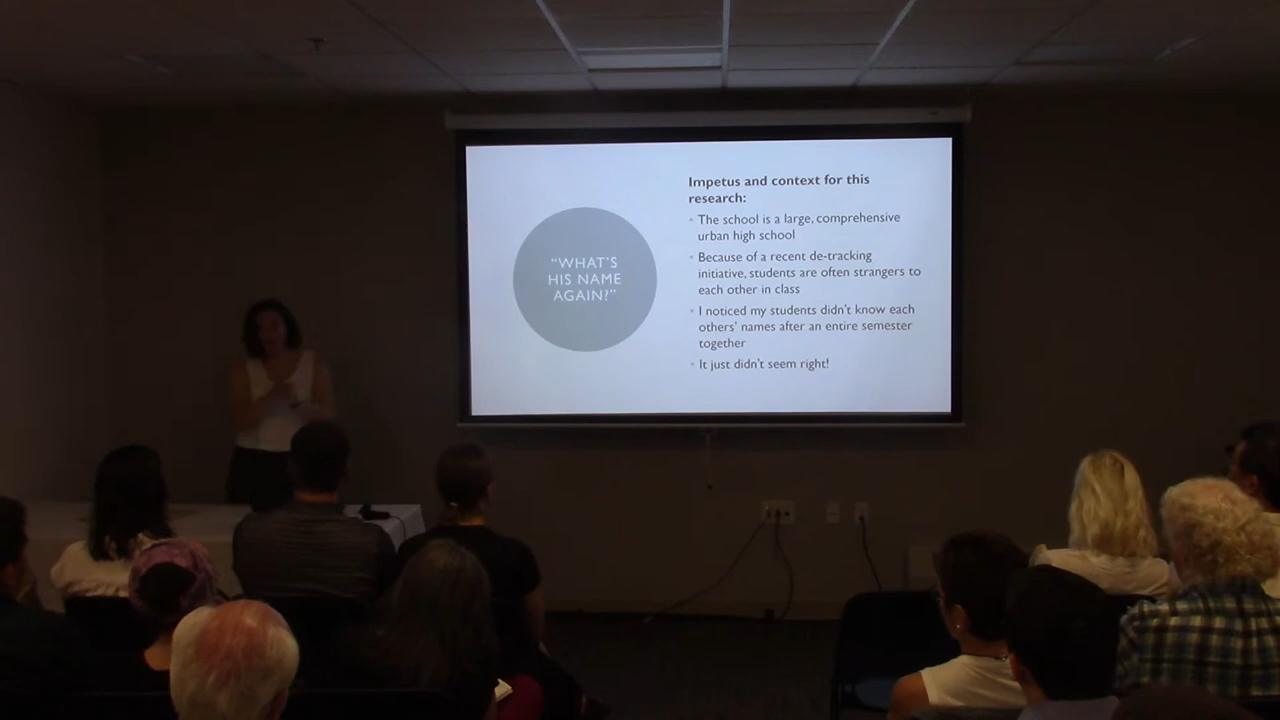 “WHAT’S
HIS NAME
AGAIN?”
Impetus and context for this
research:
• The school is a large, comprehensive
urban high school
• Because of a recent de-tracking
initiative, students are often strangers to
each other in class
• I noticed my students didn’t know each
others’ names after an entire semester
together
• It just didn’t seem right!